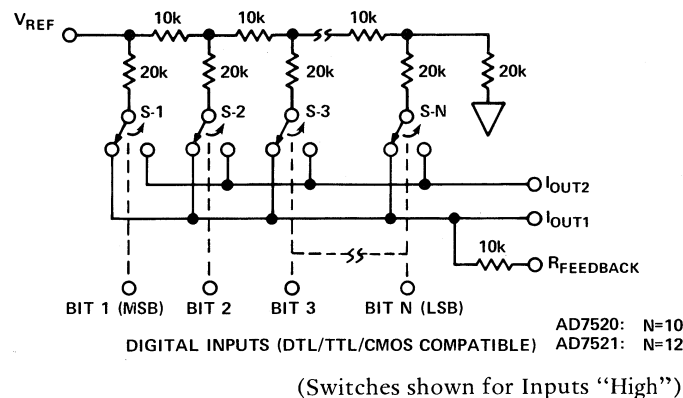 VREF
10k
10k
10k
20k
20k
20k
20k
20k
S-1
S-2
S-3
S-N
IOUT2
IOUT1
10k
RFEEDBACK
BIT 1 (MSB)
BIT 2
BIT 3
BIT N (LSB)
DIGITAL INPUTS (DTL/TTL/CMOS COMPATIBLE)
AD7520: N=10
AD7521: N=12
(Switches shown for Inputs “High”)